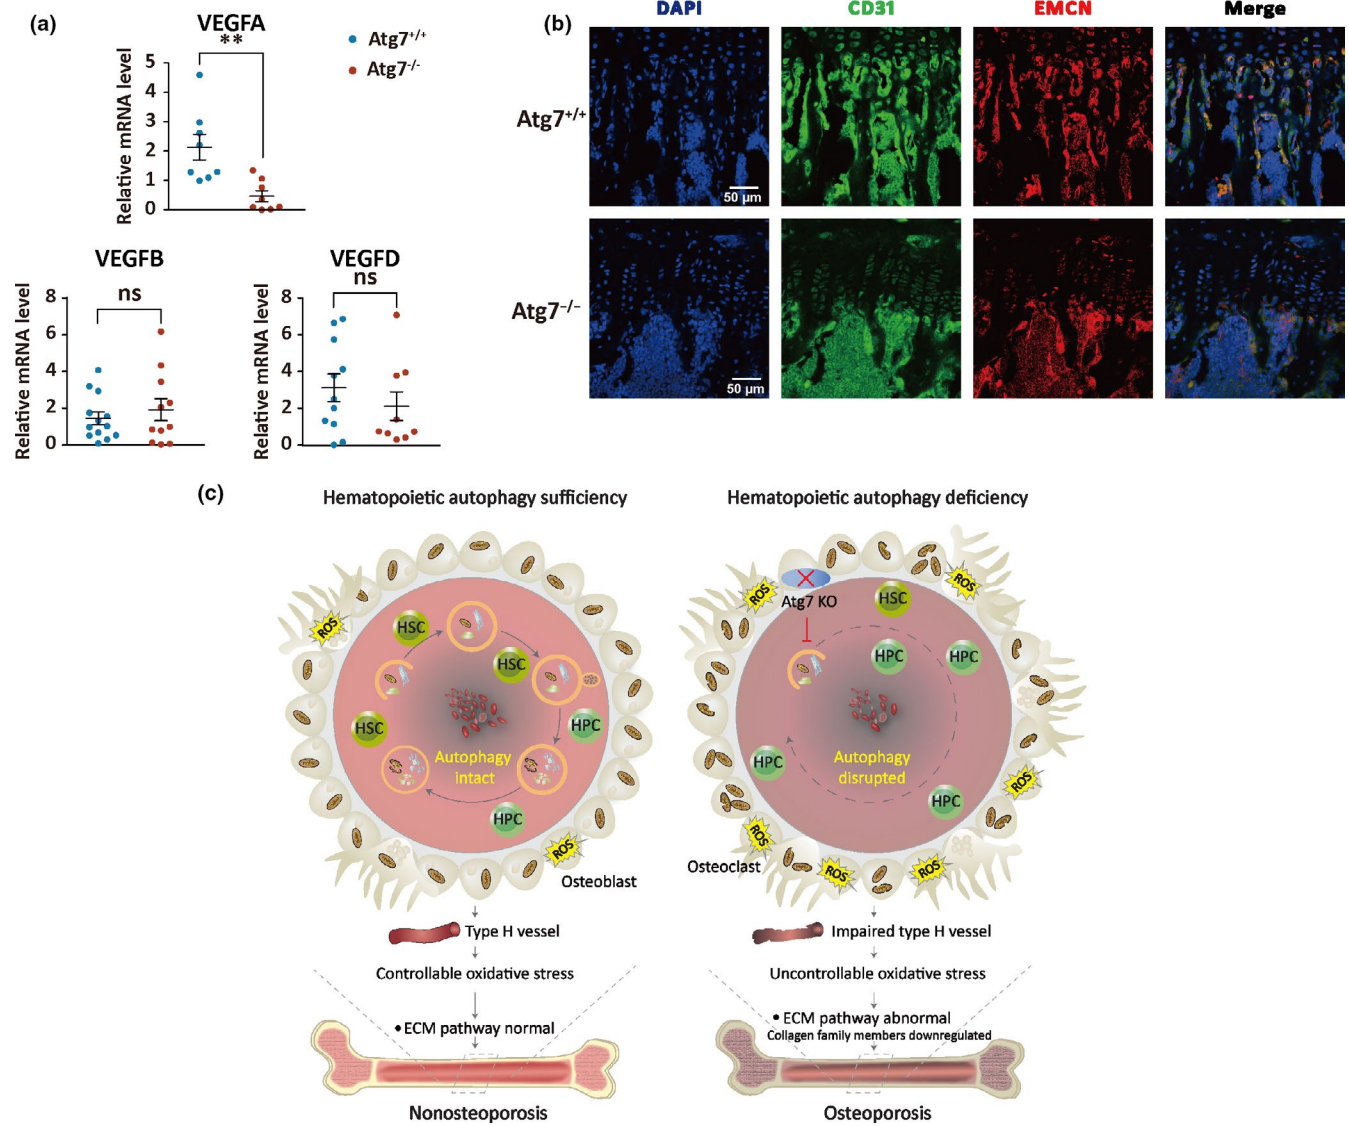 (a)
VEGFA
**
Atg7+/+
Atg7-/-
Relative mRNA level
5
4
3
2
1
0
VEGFB
ns
Relative mRNA level
8
6
4
2
0
VEGFD
ns
Relative mRNA level
8
6
4
2
0
(b)
DAPI CD31 EMCN Merge
Atg7+/+
50 µm
Atg7-/-
50 µm
(c)
Hematopoietic autophagy sufficiency
ROS
HSC
HSC
HSC
HPC
Autophagy
intact
HPC
ROS
Osteoblast
Type H vessel
Controllable oxidative stress
•ECM pathway normal
Nonosteoporosis
Hematopoietic autophagy deficiency
ROS
ROS
Atg7 KO
HSC
HPC
HPC
HPC
Autophagy
disrupted
HPC
ROS
ROS
ROS
ROS
Osteoclast
Impaired type H vessel
Uncontrollable oxidative stress
•ECM pathway abnormal
Collagen family members downregulated
Osteoporosis